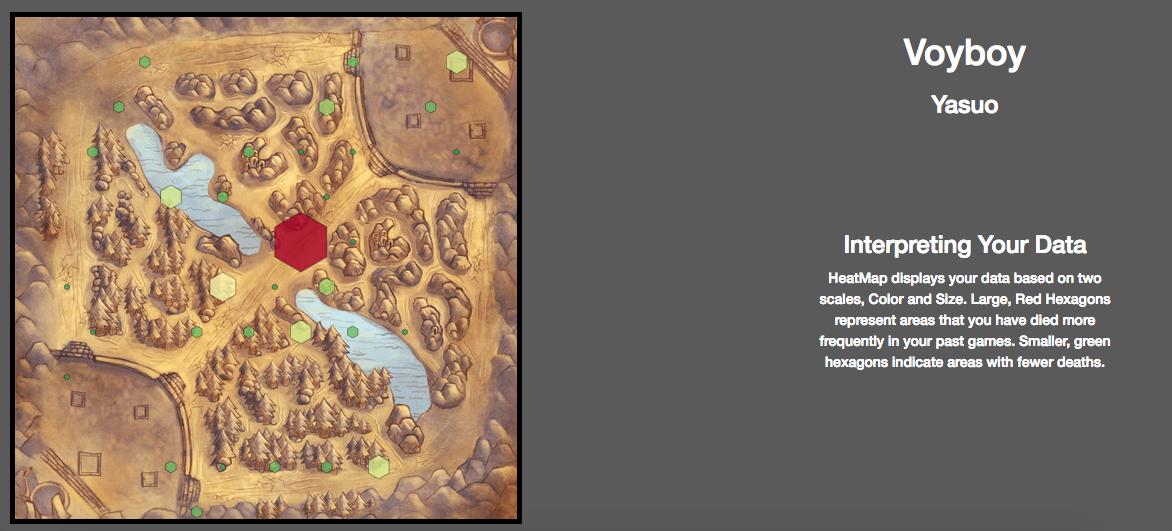 Voyboy
Yasuo
Interpreting Your Data
HeatMap displays your data based on two
scales, Color and Size. Large, Red Hexagons
represent areas that you have died more
frequently in your past games. Smaller, green
hexagons indicate areas with fewer deaths.